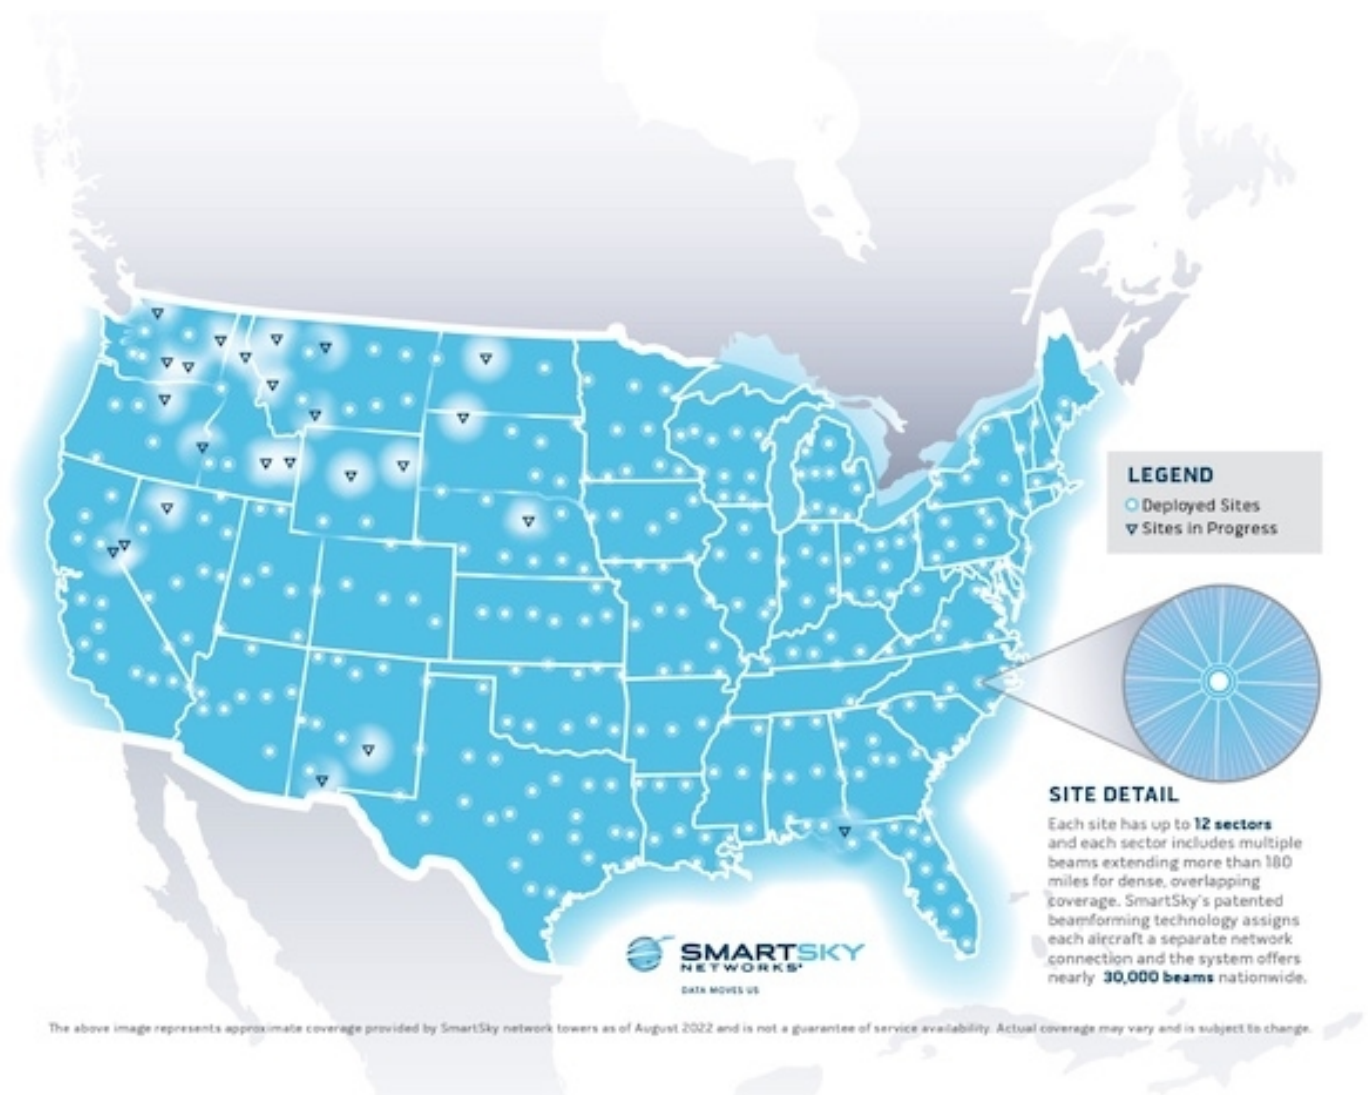 LEGEND
Deployed Sites
Sites in Progress
SITE DETAIL
Each site has up to 12 sectors
and each sector includes multiple
beams extending more than 180
miles for dense, overlapping
coverage. SmartSky's patented
beamforming technology assigns
each aircraft a separate network
connection and the system offers
nearly 30,000 beams nationwide.
SMARTSKY
NETWORKS
DATA MOVES US
The above image represents approximate coverage provided by SmartSky network towers as of August 2022 and is not a guarantee of service availability. Actual coverage may vary and is subject to change.